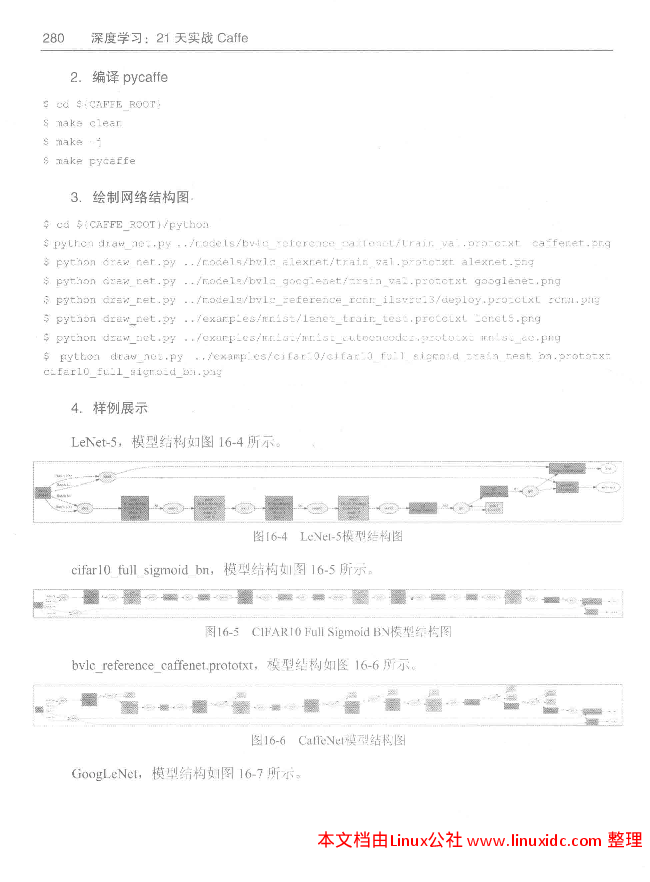 280 深度学习：21 天实战 Caffe
2. 编译 pycaffe
$ cd ${CAFFE_ROOT}
$ make clean
$ make -j
$ make pycaffe
3. 绘制网络结构图
$ cd ${CAFFE_ROOT}/python
$ python draw_net.py ../models/bvlc_reference_caffenet/train_val.prototxt caffenet.png
$ python draw_net.py ../models/bvlc_alexnet/train_val.prototxt alexnet.png
$ python draw_net.py ../models/bvlc_googlenet/train_val.prototxt googlenet.png
$ python draw_net.py ../models/bvlc_reference_rcnn_ilsvrc13/deploy.prototxt rcnn.png
$ python draw_net.py ../examples/mnist/lenet_train_test.prototxt lenet5.png
$ python draw_net.py ../examples/mnist/mnist_autoencoder.prototxt mnist_ae.png
$ python draw_net.py ../examples/cifar10/cifar10_full_sigmoid_train_test_bn.prototxt
cifar10_full_sigmoid_bn.png
4. 样例展示
LeNet-5，模型结构如图 16-4 所示。
图16-4 LeNet-5模型结构图
cifar10_full_sigmoid_bn，模型结构如图 16-5 所示。
图16-5 CIFAR10 Full Sigmoid BN模型结构图
bvlc_reference_caffenet.prototxt，模型结构如图 16-6 所示。
图16-6 CaffeNet模型结构图
GoogLeNet，模型结构如图 16-7 所示。
本文档由Linux公社 www.linuxidc.com 整理